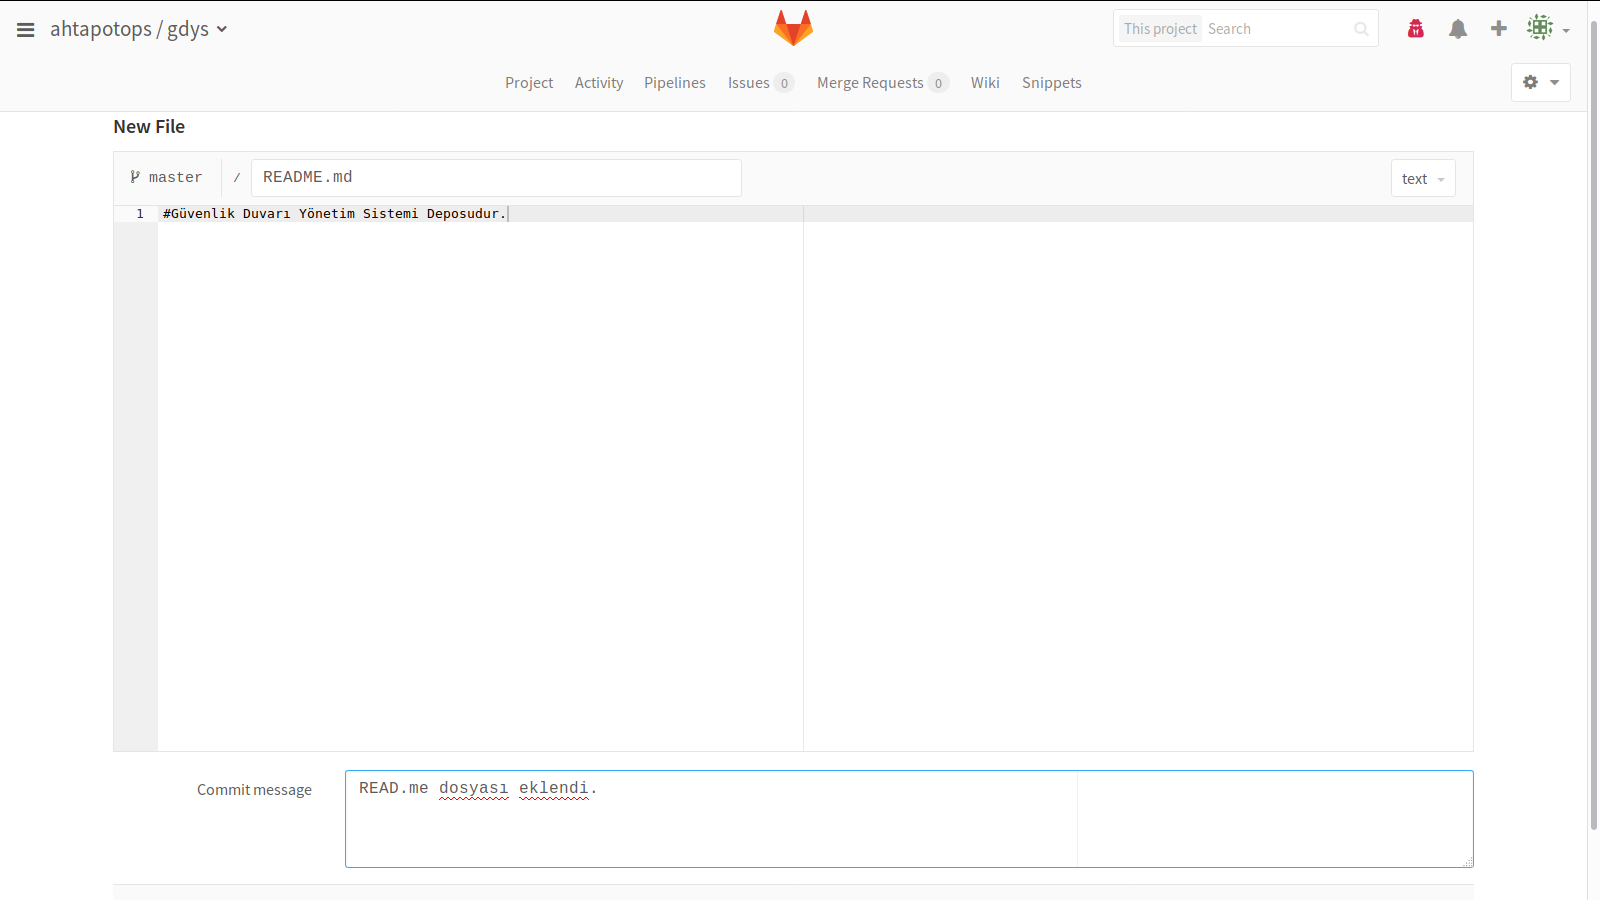 ahtapotops / gdys
This project Search
Project Activity Pipelines Issues 0 Merge Requests 0 Wiki Snippets
New File
master / README.md text
1 #Güvenlik Duvarı Yönetim Sistemi Deposudur.
Commit message READ.me dosyası eklendi.